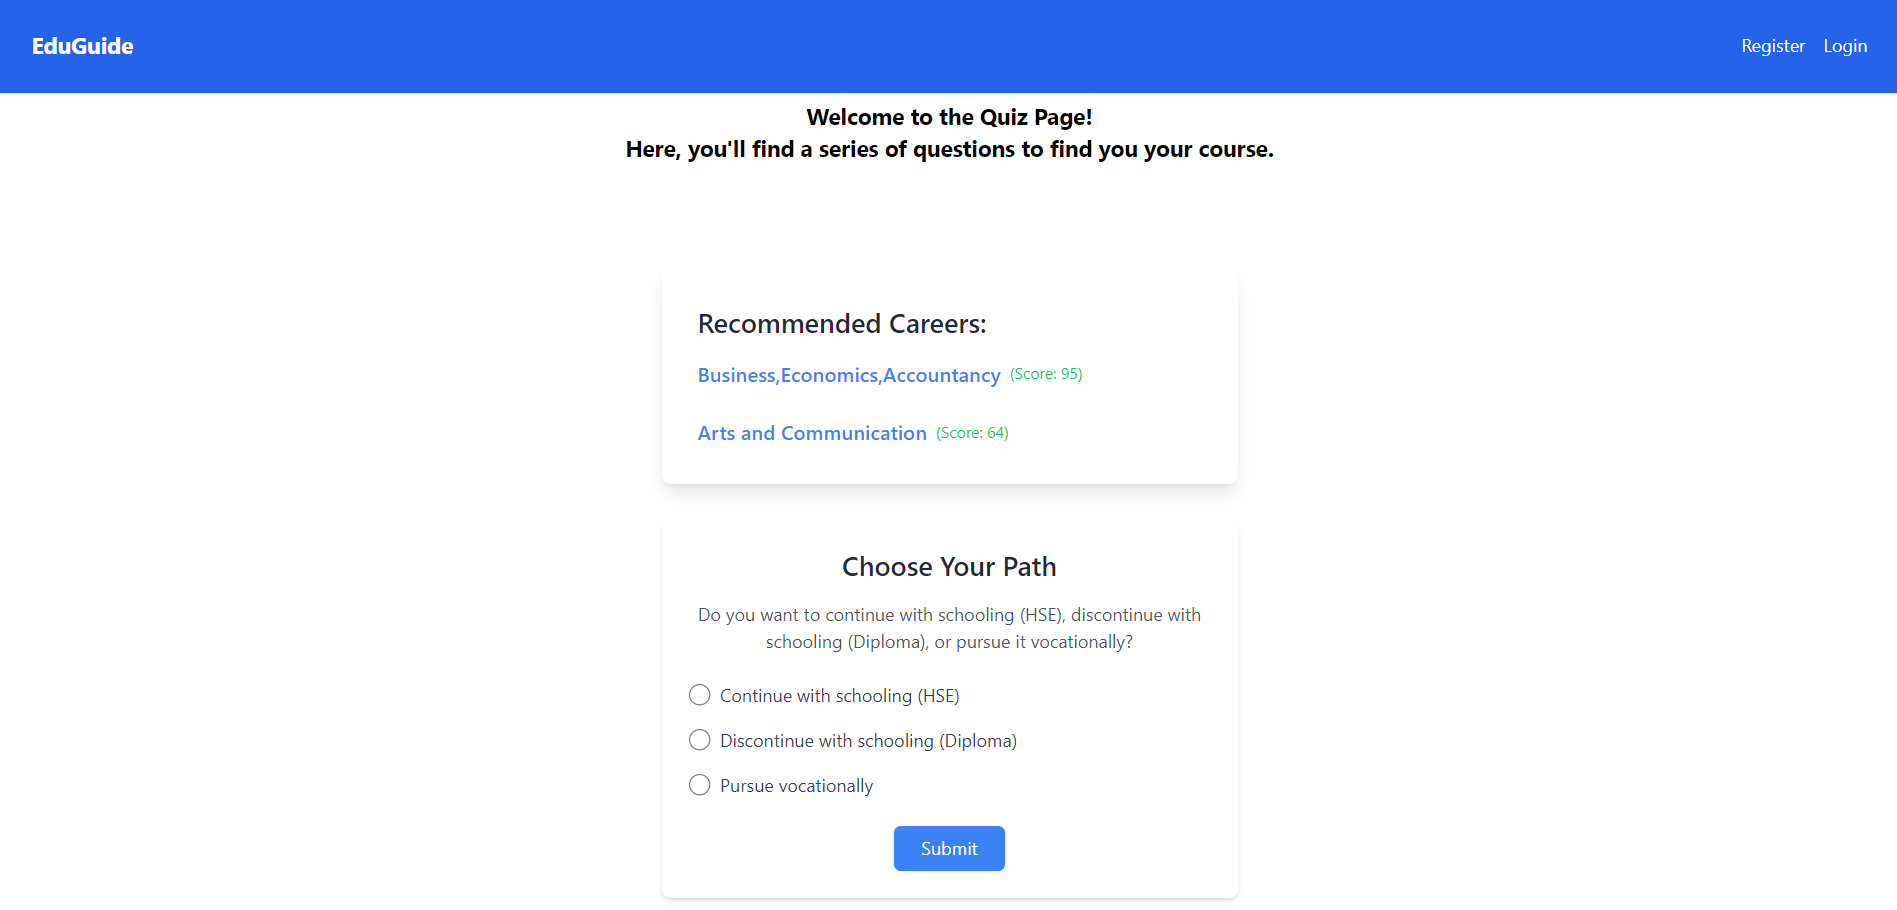 EduGuide
Register Login
Welcome to the Quiz Page!
Here, you'll find a series of questions to find you your course.
Recommended Careers:
Business,Economics,Accountancy (Score: 95)
Arts and Communication (Score: 64)
Choose Your Path
Do you want to continue with schooling (HSE), discontinue with
schooling (Diploma), or pursue it vocationally?
Continue with schooling (HSE)
Discontinue with schooling (Diploma)
Pursue vocationally
Submit